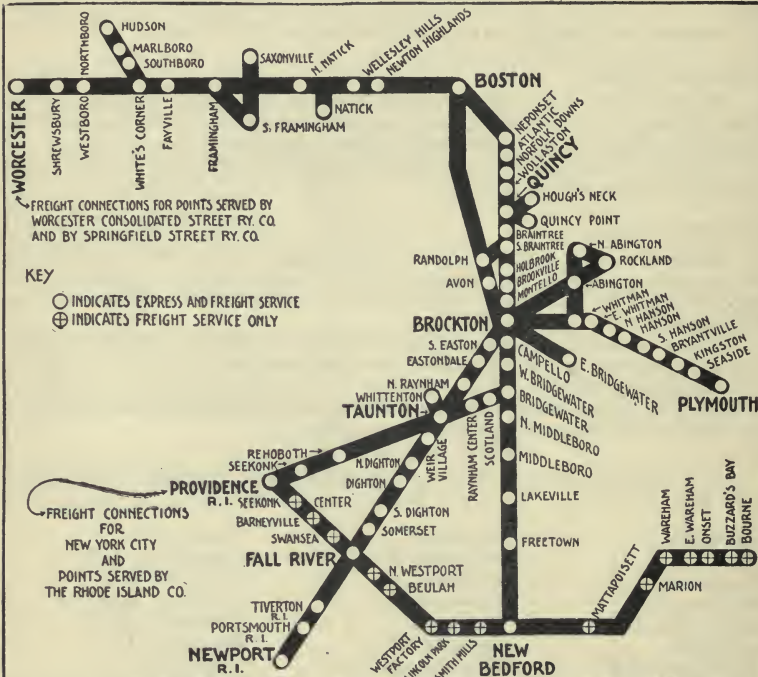 HUDSON
MARLBORO
SOUTHBORO
NORTHBORO
SAXONVILLE
N. NATICK
WELLESLEY HILLS
NEWTON HIGHLANDS
BOSTON
WORCESTER
SHREWSBURY
WESTBORO
WHITE'S CORNER
FAYVILLE
FRAMINGHAM
S. FRAMINGHAM
NATICK
NEPONSET
ATLANTIC
NORFOLK DOWNS
WOLLASTON
QUINCY
HOUGH'S NECK
QUINCY POINT
FREIGHT CONNECTIONS FOR POINTS SERVED BY
WORCESTER CONSOLIDATED STREET RY. CO.
AND BY SPRINGFIELD STREET RY. CO.
BRAINTREE
S. BRAINTREE
HOLBROOK
BROOKVILLE
MONTELLO
RANDOLPH
AVON
N. ABINGTON
ROCKLAND
ABINGTON
KEY
INDICATES EXPRESS AND FREIGHT SERVICE
INDICATES FREIGHT SERVICE ONLY
BROCKTON
WHITMAN
E. WHITMAN
N HANSON
HANSON
S. HANSON
BRYANTVILLE
KINGSTON
SEASIDE
PLYMOUTH
S. EASTON
EASTONDALE
N. RAYNHAM
WHITTENTON
TAUNTON
CAMPELLO
W. BRIDGEWATER
BRIDGEWATER
E. BRIDGEWATER
N. MIDDLEBORO
MIDDLEBORO
LAKEVILLE
FREETOWN
RAYNHAM CENTER
SCOTLAND
WEIR
VILLAGE
REHOBOTH
SEEKONK
N. DIGHTON
DIGHTON
S. DIGHTON
SOMERSET
PROVIDENCE
R. I.
SEEKONK CENTER
BARNEYVILLE
SWANSEA
FREIGHT CONNECTIONS
FOR
NEW YORK CITY
AND
POINTS SERVED BY
THE RHODE ISLAND CO.
FALL RIVER
N. WESTPORT
BEULAH
TIVERTON
R.I.
PORTSMOUTH
R. I.
NEWPORT
R. I.
WESTPORT
FACTORY
LINCOLN PARK
SMITH MILLS
NEW
BEDFORD
MATTAPOISETT
MARION
WAREHAM
E. WAREHAM
ONSET
BUZZARD'S BAY
BOURNE